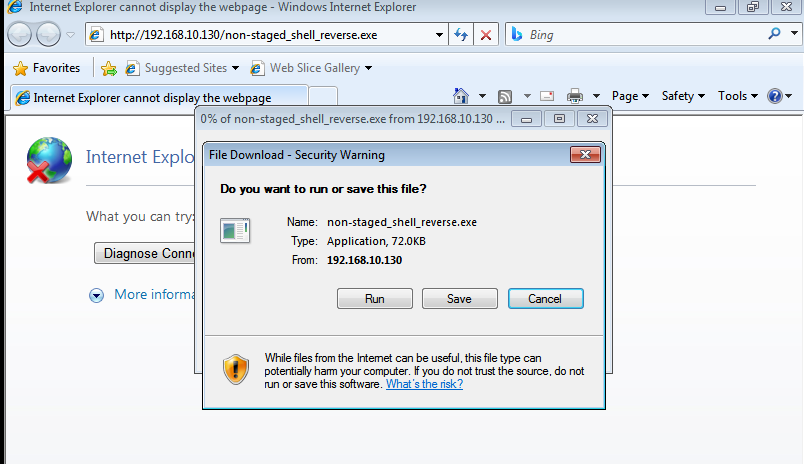 Internet Explorer cannot display the webpage - Windows Internet Explorer
http://192.168.10.130/non-staged_shell_reverse.exe
Bing
Favorites
Suggested Sites
Web Slice Gallery
Internet Explorer cannot display the webpage
Page
Safety
Tools
0% of non-staged_shell_reverse.exe from 192.168.10.130 ...
Internet Explo
File Download - Security Warning
Do you want to run or save this file?
What you can try:
Name: non-staged_shell_reverse.exe
Type: Application, 72.0KB
From: 192.168.10.130
Diagnose Conn
More informa
Run
Save
Cancel
While files from the Internet can be useful, this file type can
potentially harm your computer. If you do not trust the source, do not
run or save this software. What's the risk?